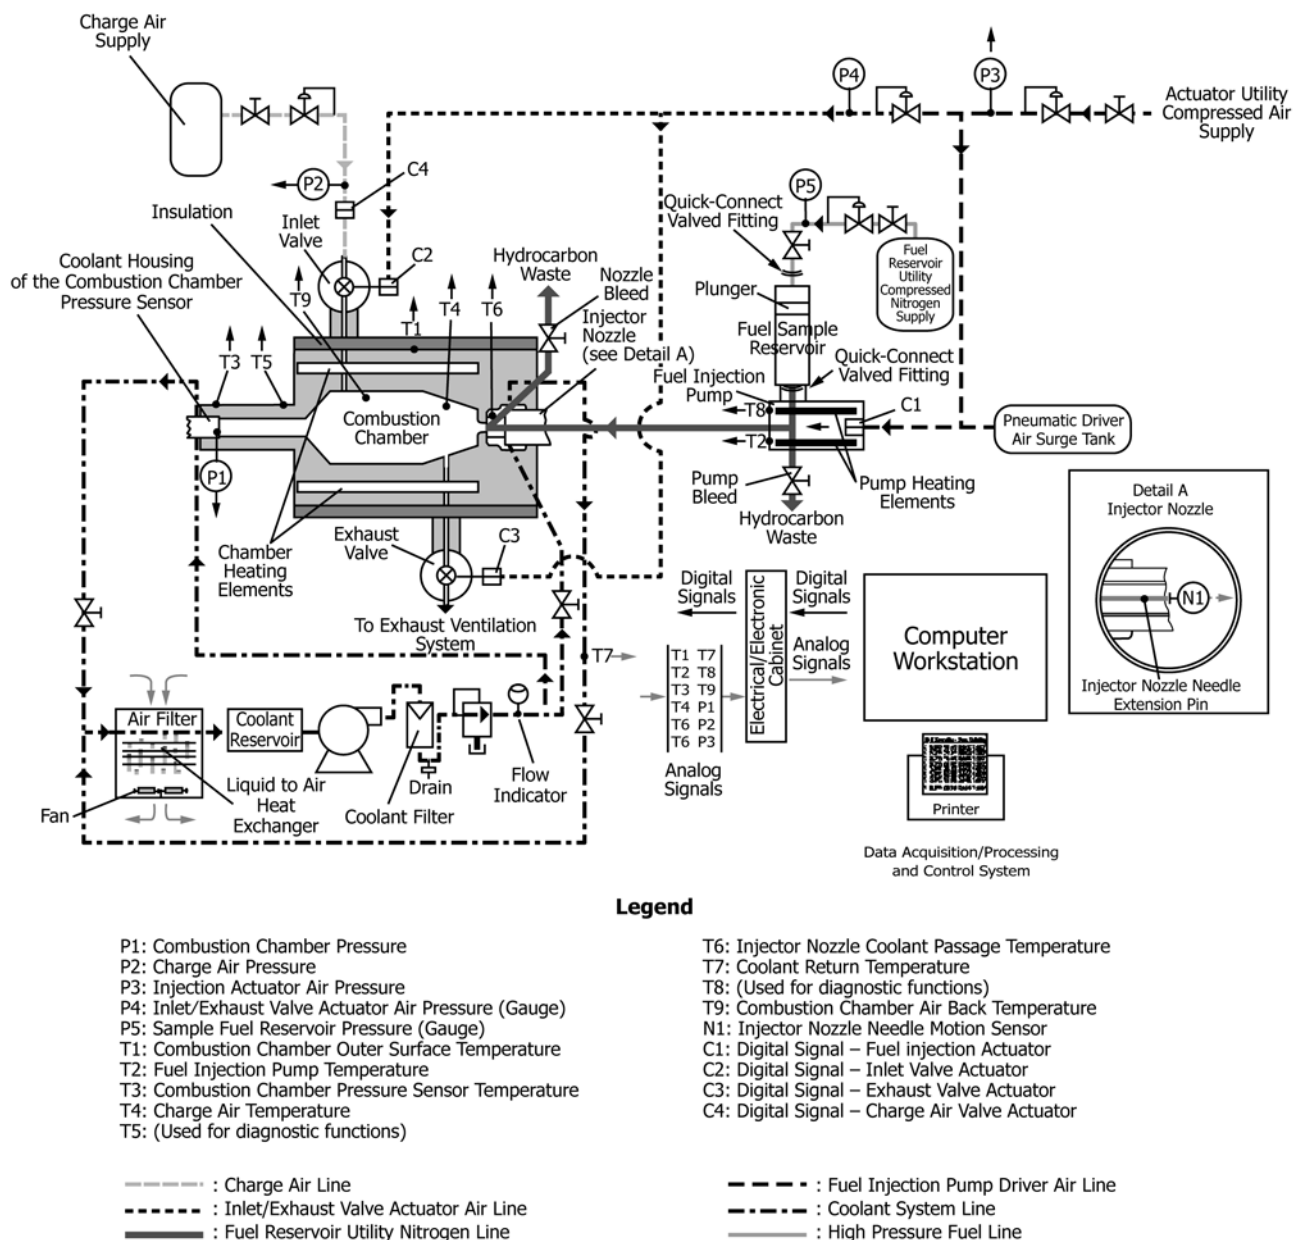 Charge Air
Supply
P4
P3
Actuator Utility
Compressed Air
Supply
P2
C4
P5
Quick-Connect
Valved Fitting
Insulation
Inlet
Valve
C2
Coolant Housing
of the Combustion Chamber
Pressure Sensor
Hydrocarbon
Waste
Nozzle
Bleed
Injector
Nozzle
(see Detail A)
Fuel
Reservoir
Utility
Compressed
Nitrogen
Supply
Plunger
Fuel Sample
Reservoir
Quick-Connect
Valved Fitting
T9
T1
T4
T6
T3
T5
Fuel Injection
Pump
T8
T2
C1
Pneumatic Driver
Air Surge Tank
Combustion
Chamber
P1
Pump
Bleed
Pump Heating
Elements
Hydrocarbon
Waste
Detail A
Injector Nozzle
N1
Injector Nozzle Needle
Extension Pin
Chamber
Heating
Elements
Exhaust
Valve
C3
To Exhaust Ventilation
System
T7
Digital
Signals
Electrical/Electronic
Cabinet
Digital
Signals
Analog
Signals
Computer
Workstation
T1 T7
T2 T8
T3 T9
T4 P1
T6 P2
T6 P3
Analog
Signals
Air Filter
Coolant
Reservoir
Fan
Liquid to Air
Heat
Exchanger
Coolant Filter
Drain
Flow
Indicator
Printer
Data Acquisition/Processing
and Control System
Legend
P1: Combustion Chamber Pressure
P2: Charge Air Pressure
P3: Injection Actuator Air Pressure
P4: Inlet/Exhaust Valve Actuator Air Pressure (Gauge)
P5: Sample Fuel Reservoir Pressure (Gauge)
T1: Combustion Chamber Outer Surface Temperature
T2: Fuel Injection Pump Temperature
T3: Combustion Chamber Pressure Sensor Temperature
T4: Charge Air Temperature
T5: (Used for diagnostic functions)
T6: Injector Nozzle Coolant Passage Temperature
T7: Coolant Return Temperature
T8: (Used for diagnostic functions)
T9: Combustion Chamber Air Back Temperature
N1: Injector Nozzle Needle Motion Sensor
C1: Digital Signal – Fuel injection Actuator
C2: Digital Signal – Inlet Valve Actuator
C3: Digital Signal – Exhaust Valve Actuator
C4: Digital Signal – Charge Air Valve Actuator
: Charge Air Line
: Inlet/Exhaust Valve Actuator Air Line
: Fuel Reservoir Utility Nitrogen Line
: Fuel Injection Pump Driver Air Line
: Coolant System Line
: High Pressure Fuel Line